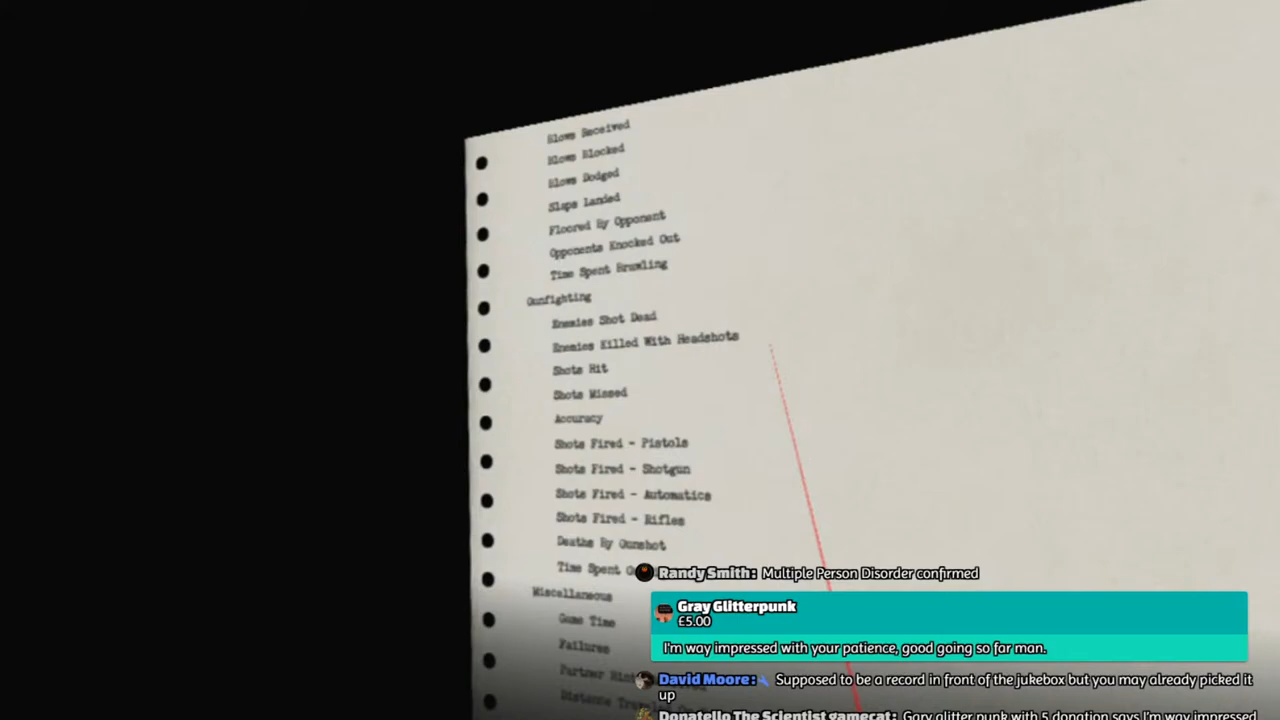 Blows Received
Blows Blocked
Blows Dodged
Slaps Landed
Floored By Opponent
Opponents Knocked Out
Time Spent Brawling
Gunfighting
Enemies Shot Dead
Enemies Killed With Headshots
Shots Hit
Shots Missed
Accuracy
Shots Fired - Pistols
Shots Fired - Shotgun
Shots Fired - Automatics
Shots Fired - Rifles
Deaths By Gunshot
Time Spent
Miscellaneous
Game Time
Failures
Partner
Distance
Randy Smith: Multiple Person Disorder confirmed
Gray Glitterpunk
£5.00
I'm way impressed with your patience, good going so far man.
David Moore: Supposed to be a record in front of the jukebox but you may already picked it
up
Donatello The Scientist gamecat: Gary glitter punk with 5 donation says I'm way impressed